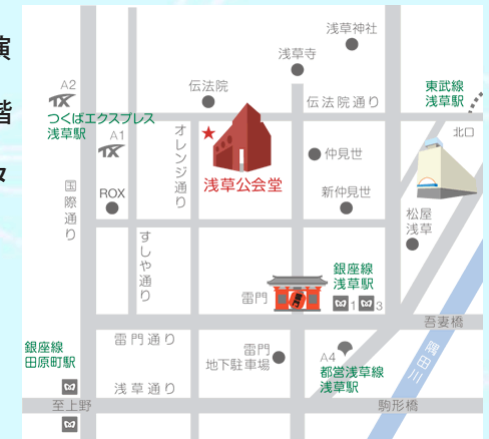 演
階
浅草神社
浅草寺
A2
伝法院
東武線
浅草駅
伝法院通り
つくばエクスプレス
浅草駅
北口
A1
オレンジ通り
浅草公会堂
仲見世
国際通り
ROX
新仲見世
松屋
浅草
すしや通り
銀座線
浅草駅
雷門
1
3
吾妻橋
雷門通り
雷門
地下駐車場
A4
都営浅草線
浅草駅
隅田川
銀座線
田原町駅
浅草通り
至上野
駒形橋